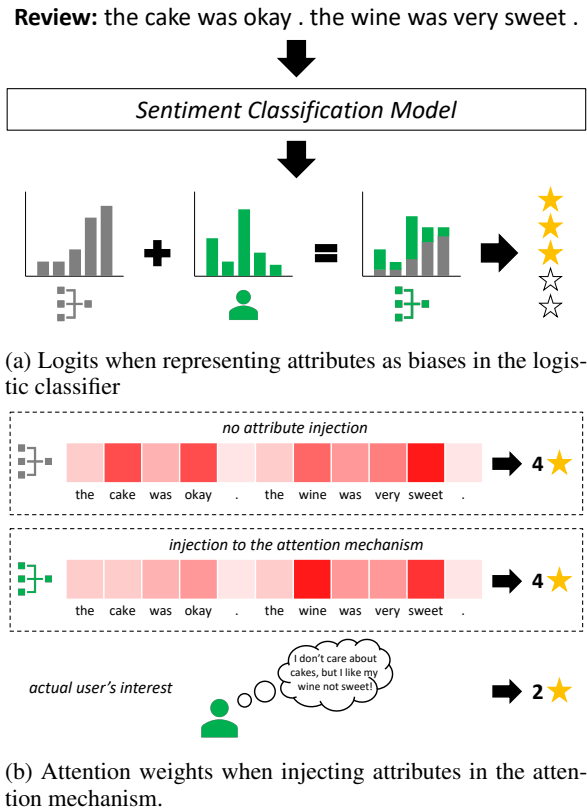 Review: the cake was okay . the wine was very sweet .
Sentiment Classification Model
(a) Logits when representing attributes as biases in the logis-
tic classifier
no attribute injection
the cake was okay . the wine was very sweet .
4
injection to the attention mechanism
the cake was okay . the wine was very sweet .
4
I don't care about
cakes, but I like my
wine not sweet!
actual user's interest
2
(b) Attention weights when injecting attributes in the atten-
tion mechanism.